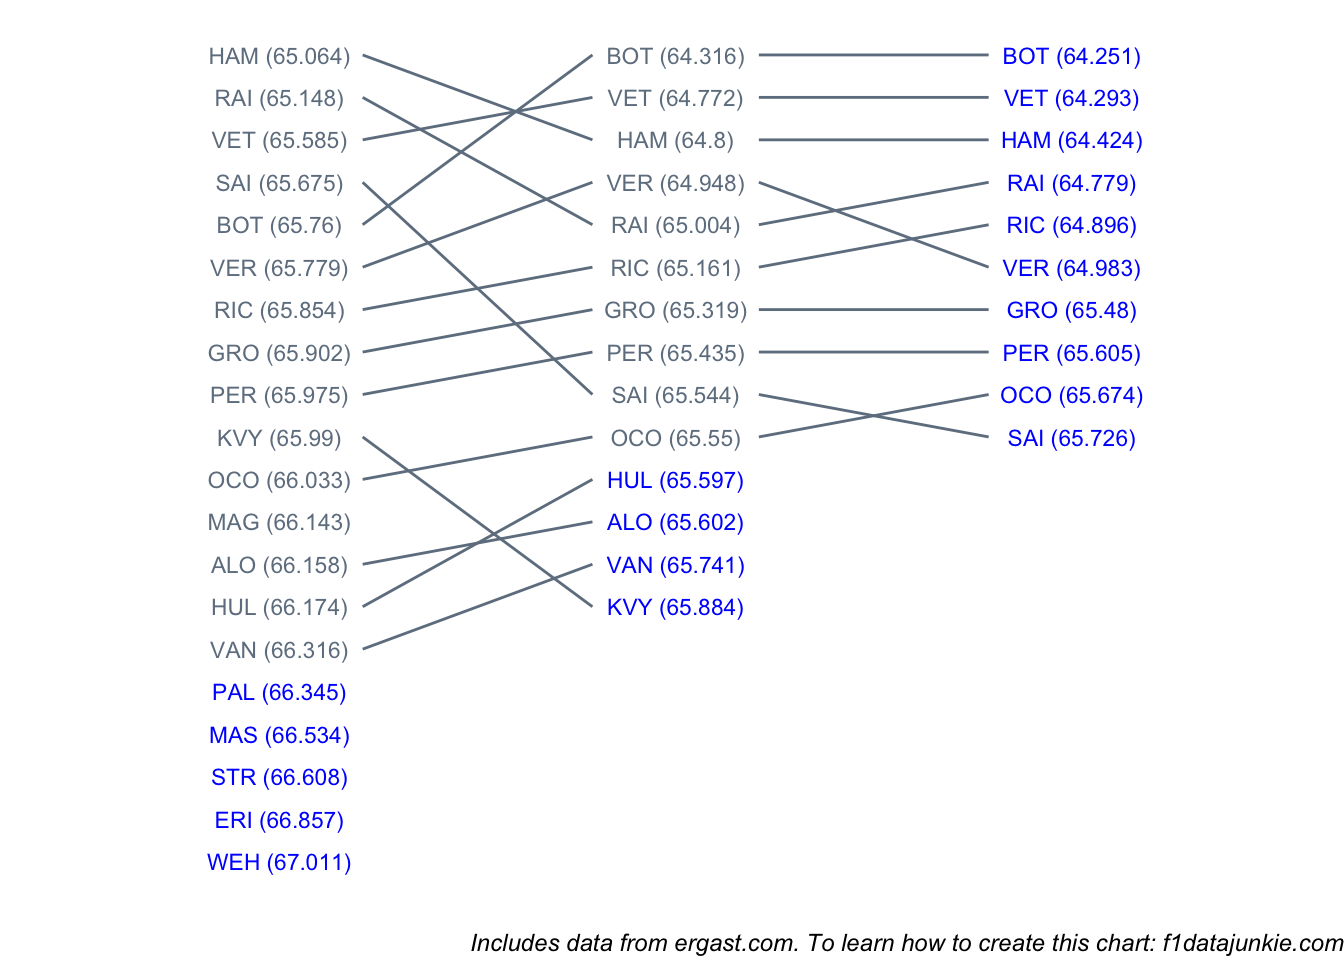 HAM (65.064) BOT (64.316) BOT (64.251)
RAI (65.148) VET (64.772) VET (64.293)
VET (65.585) HAM (64.8) HAM (64.424)
SAI (65.675) VER (64.948) RAI (64.779)
BOT (65.76) RAI (65.004) RIC (64.896)
VER (65.779) RIC (65.161) VER (64.983)
RIC (65.854) GRO (65.319) GRO (65.48)
GRO (65.902) PER (65.435) PER (65.605)
PER (65.975) SAI (65.544) OCO (65.674)
KVY (65.99) OCO (65.55) SAI (65.726)
OCO (66.033) HUL (65.597)
MAG (66.143) ALO (65.602)
ALO (66.158) VAN (65.741)
HUL (66.174) KVY (65.884)
VAN (66.316)
PAL (66.345)
MAS (66.534)
STR (66.608)
ERI (66.857)
WEH (67.011)
Includes data from ergast.com. To learn how to create this chart: f1datajunkie.com